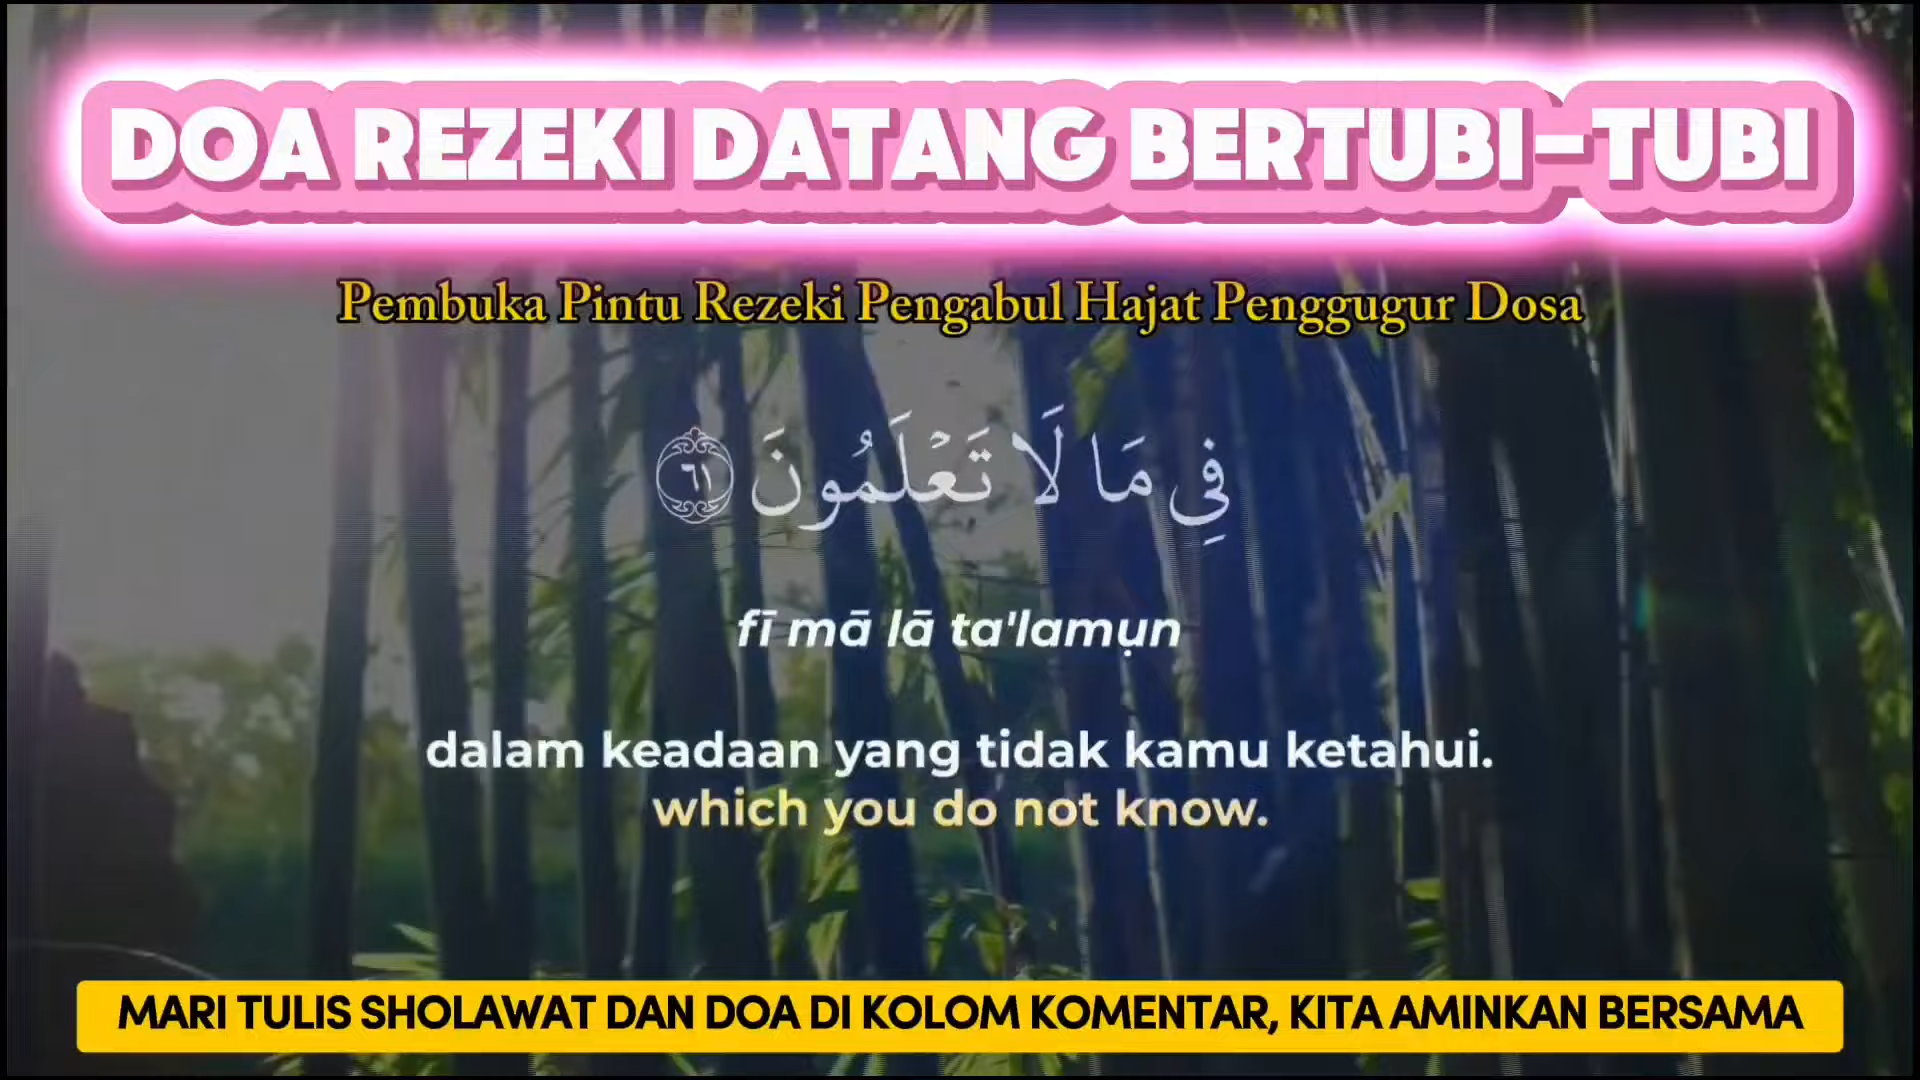 DOA REZEKI DATANG BERTUBI-TUBI
Pembuka Pintu Rezeki Pengabul Hajat Penggugur Dosa
فِي مَا لَا تَعْلَمُونَ ٦١
fī mā lā ta'lamụn
dalam keadaan yang tidak kamu ketahui.
which you do not know.
MARI TULIS SHOLAWAT DAN DOA DI KOLOM KOMENTAR, KITA AMINKAN BERSAMA